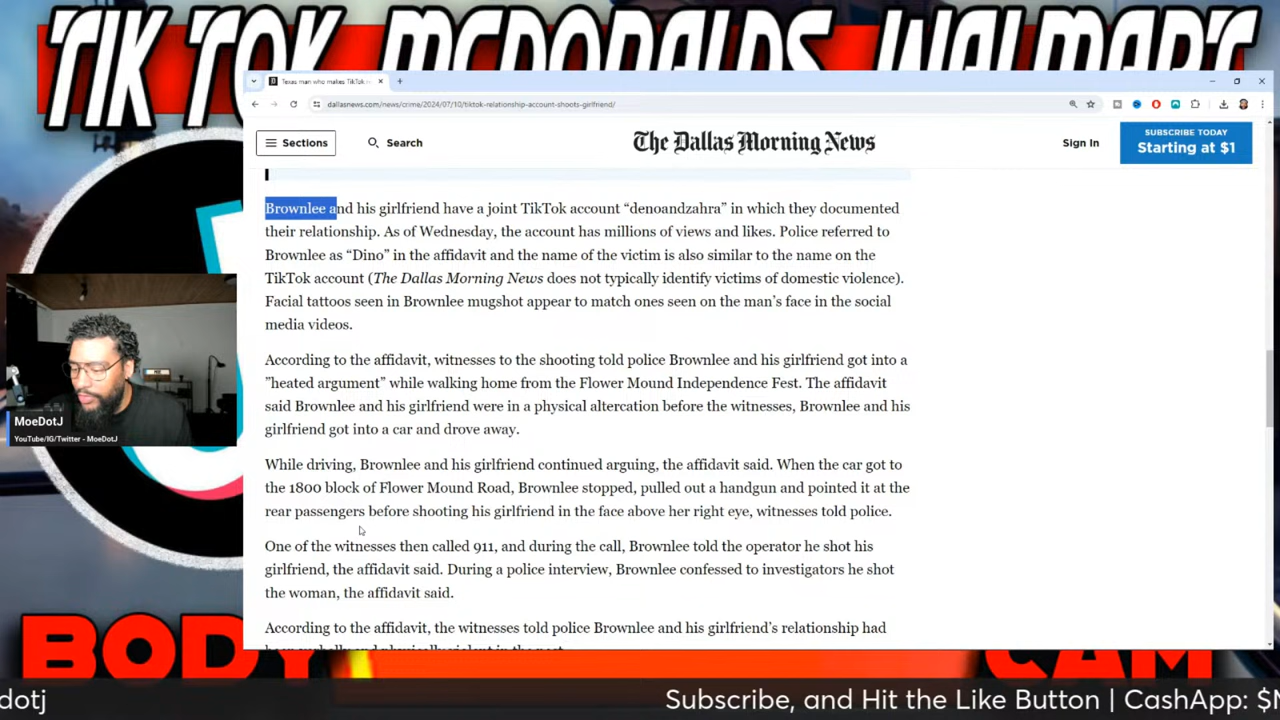 TIK TOK, MCDONALDS, WALMART
Texas man who makes TikTok
dallasnews.com/news/crime/2024/07/10/tiktok-relationship-account-shoots-girlfriend/
Sections
Search
The Dallas Morning News
Sign In
SUBSCRIBE TODAY
Starting at $1
Brownlee and his girlfriend have a joint TikTok account “denoandzahra” in which they documented
their relationship. As of Wednesday, the account has millions of views and likes. Police referred to
Brownlee as “Dino” in the affidavit and the name of the victim is also similar to the name on the
TikTok account (The Dallas Morning News does not typically identify victims of domestic violence).
Facial tattoos seen in Brownlee mugshot appear to match ones seen on the man’s face in the social
media videos.
According to the affidavit, witnesses to the shooting told police Brownlee and his girlfriend got into a
”heated argument” while walking home from the Flower Mound Independence Fest. The affidavit
said Brownlee and his girlfriend were in a physical altercation before the witnesses, Brownlee and his
girlfriend got into a car and drove away.
While driving, Brownlee and his girlfriend continued arguing, the affidavit said. When the car got to
the 1800 block of Flower Mound Road, Brownlee stopped, pulled out a handgun and pointed it at the
rear passengers before shooting his girlfriend in the face above her right eye, witnesses told police.
One of the witnesses then called 911, and during the call, Brownlee told the operator he shot his
girlfriend, the affidavit said. During a police interview, Brownlee confessed to investigators he shot
the woman, the affidavit said.
According to the affidavit, the witnesses told police Brownlee and his girlfriend’s relationship had
been verbally and physically violent in the past.
MoeDotJ
YouTube/IG/Twitter - MoeDotJ
BODY CAM
dotj
Subscribe, and Hit the Like Button | CashApp: $